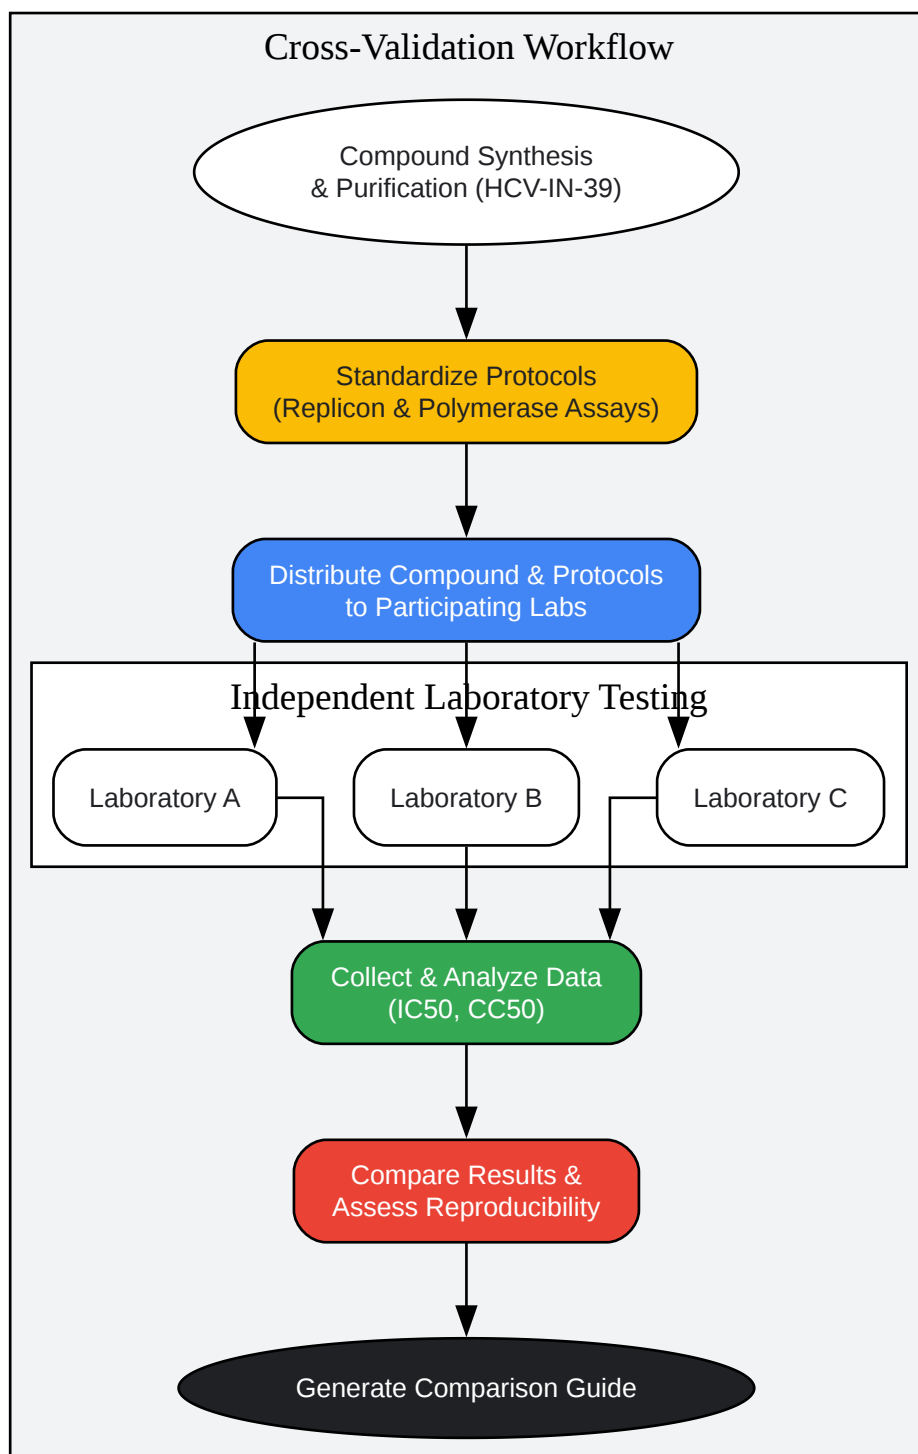 Cross-Validation Workflow
Compound Synthesis
& Purification (HCV-IN-39)
Standardize Protocols
(Replicon & Polymerase Assays)
Distribute Compound & Protocols
to Participating Labs
Independent Laboratory Testing
Laboratory A
Laboratory B
Laboratory C
Collect & Analyze Data
(IC50, CC50)
Compare Results &
Assess Reproducibility
Generate Comparison Guide